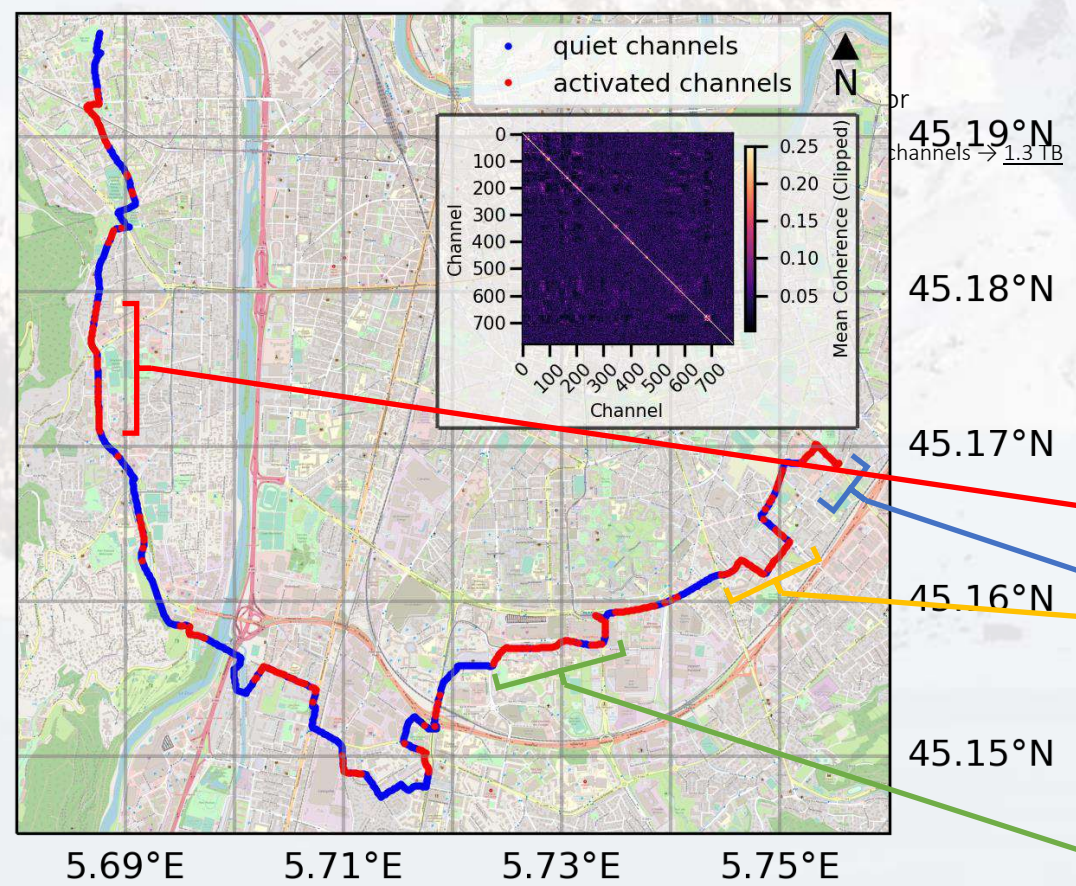 quiet channels
activated channels
N
or
45.19°N
channels → 1.3 TB
0
100
200
300
400
500
600
700
Channel
0
100
200
300
400
500
600
700
Channel
0.25
0.20
0.15
0.10
0.05
Mean Coherence (Clipped)
45.18°N
45.17°N
45.16°N
45.15°N
5.69°E
5.71°E
5.73°E
5.75°E